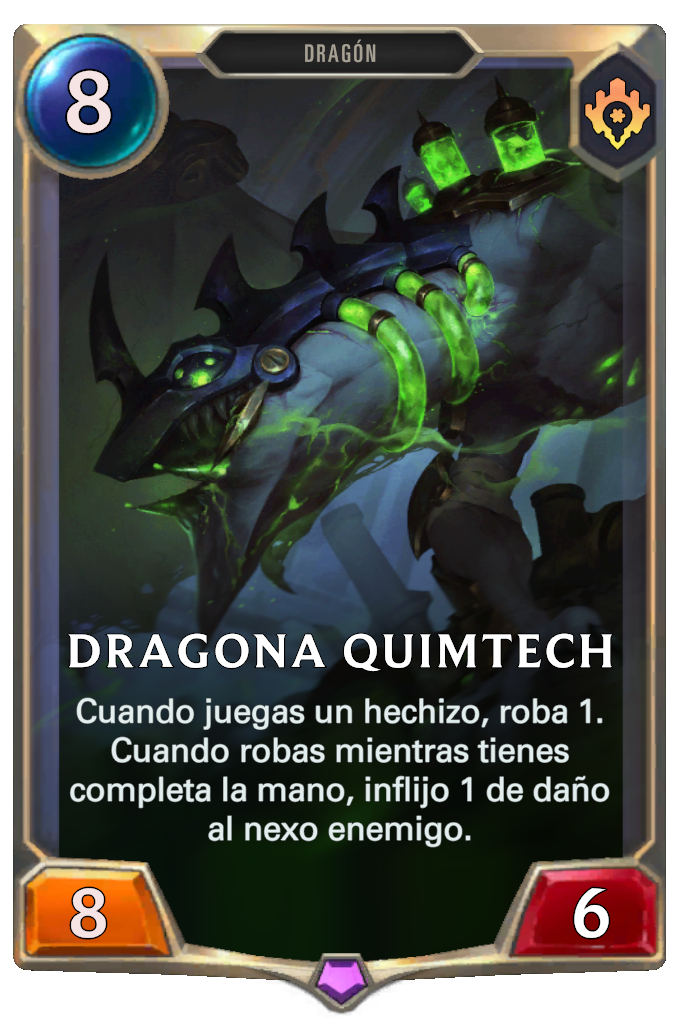 DRAGÓN
8
DRAGONA QUIMTECH
Cuando juegas un hechizo, roba 1.
Cuando robas mientras tienes
completa la mano, inflijo 1 de daño
al nexo enemigo.
8
6